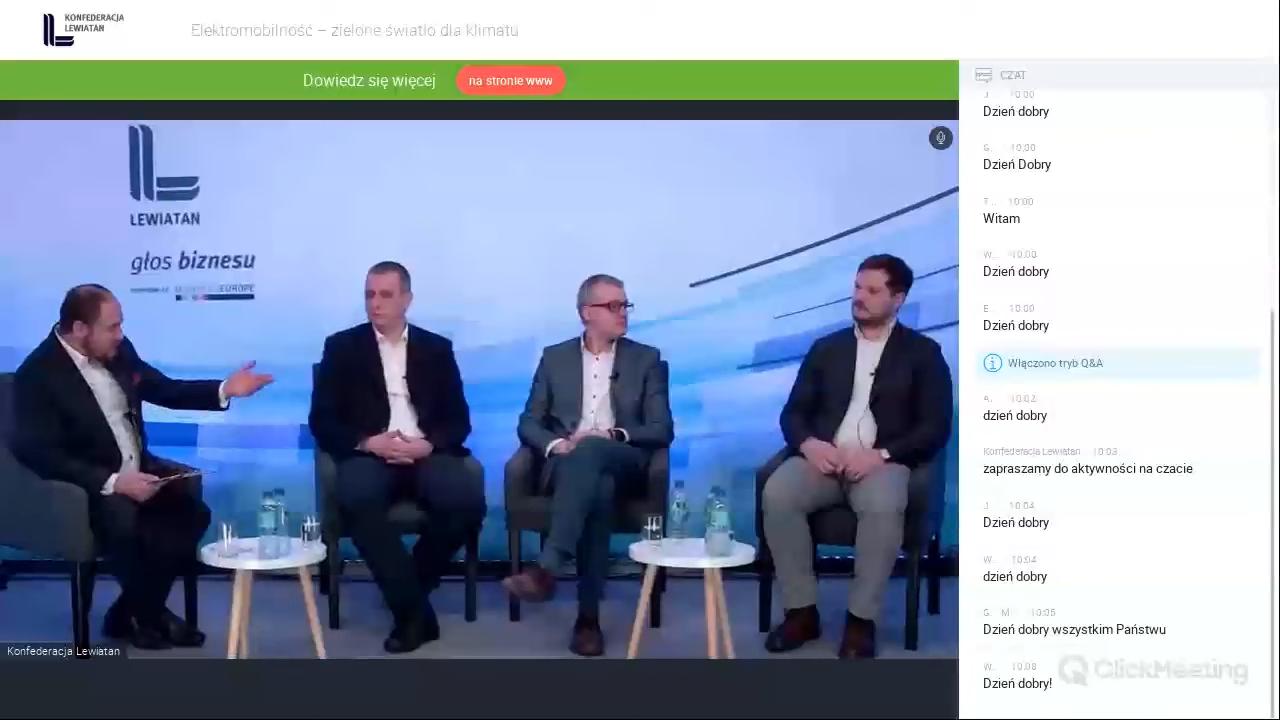 KONFEDERACJA
LEWIATAN
Elektromobilność – zielone światło dla klimatu
Dowiedz się więcej
na stronie www
CZAT
J. 10:00
Dzień dobry
G. 10:00
Dzień Dobry
T... 10:00
Witam
W. 10:00
Dzień dobry
E. 10:00
Dzień dobry
Włączono tryb Q&A
A. 10:02
dzień dobry
Konfederacja Lewiatan 10:03
zapraszamy do aktywności na czacie
J. 10:04
Dzień dobry
W. 10:04
dzień dobry
G. M. 10:05
Dzień dobry wszystkim Państwu
W. 10:08
Dzień dobry!
ClickMeeting
LEWIATAN
głos biznesu
EUROPE
Konfederacja Lewiatan